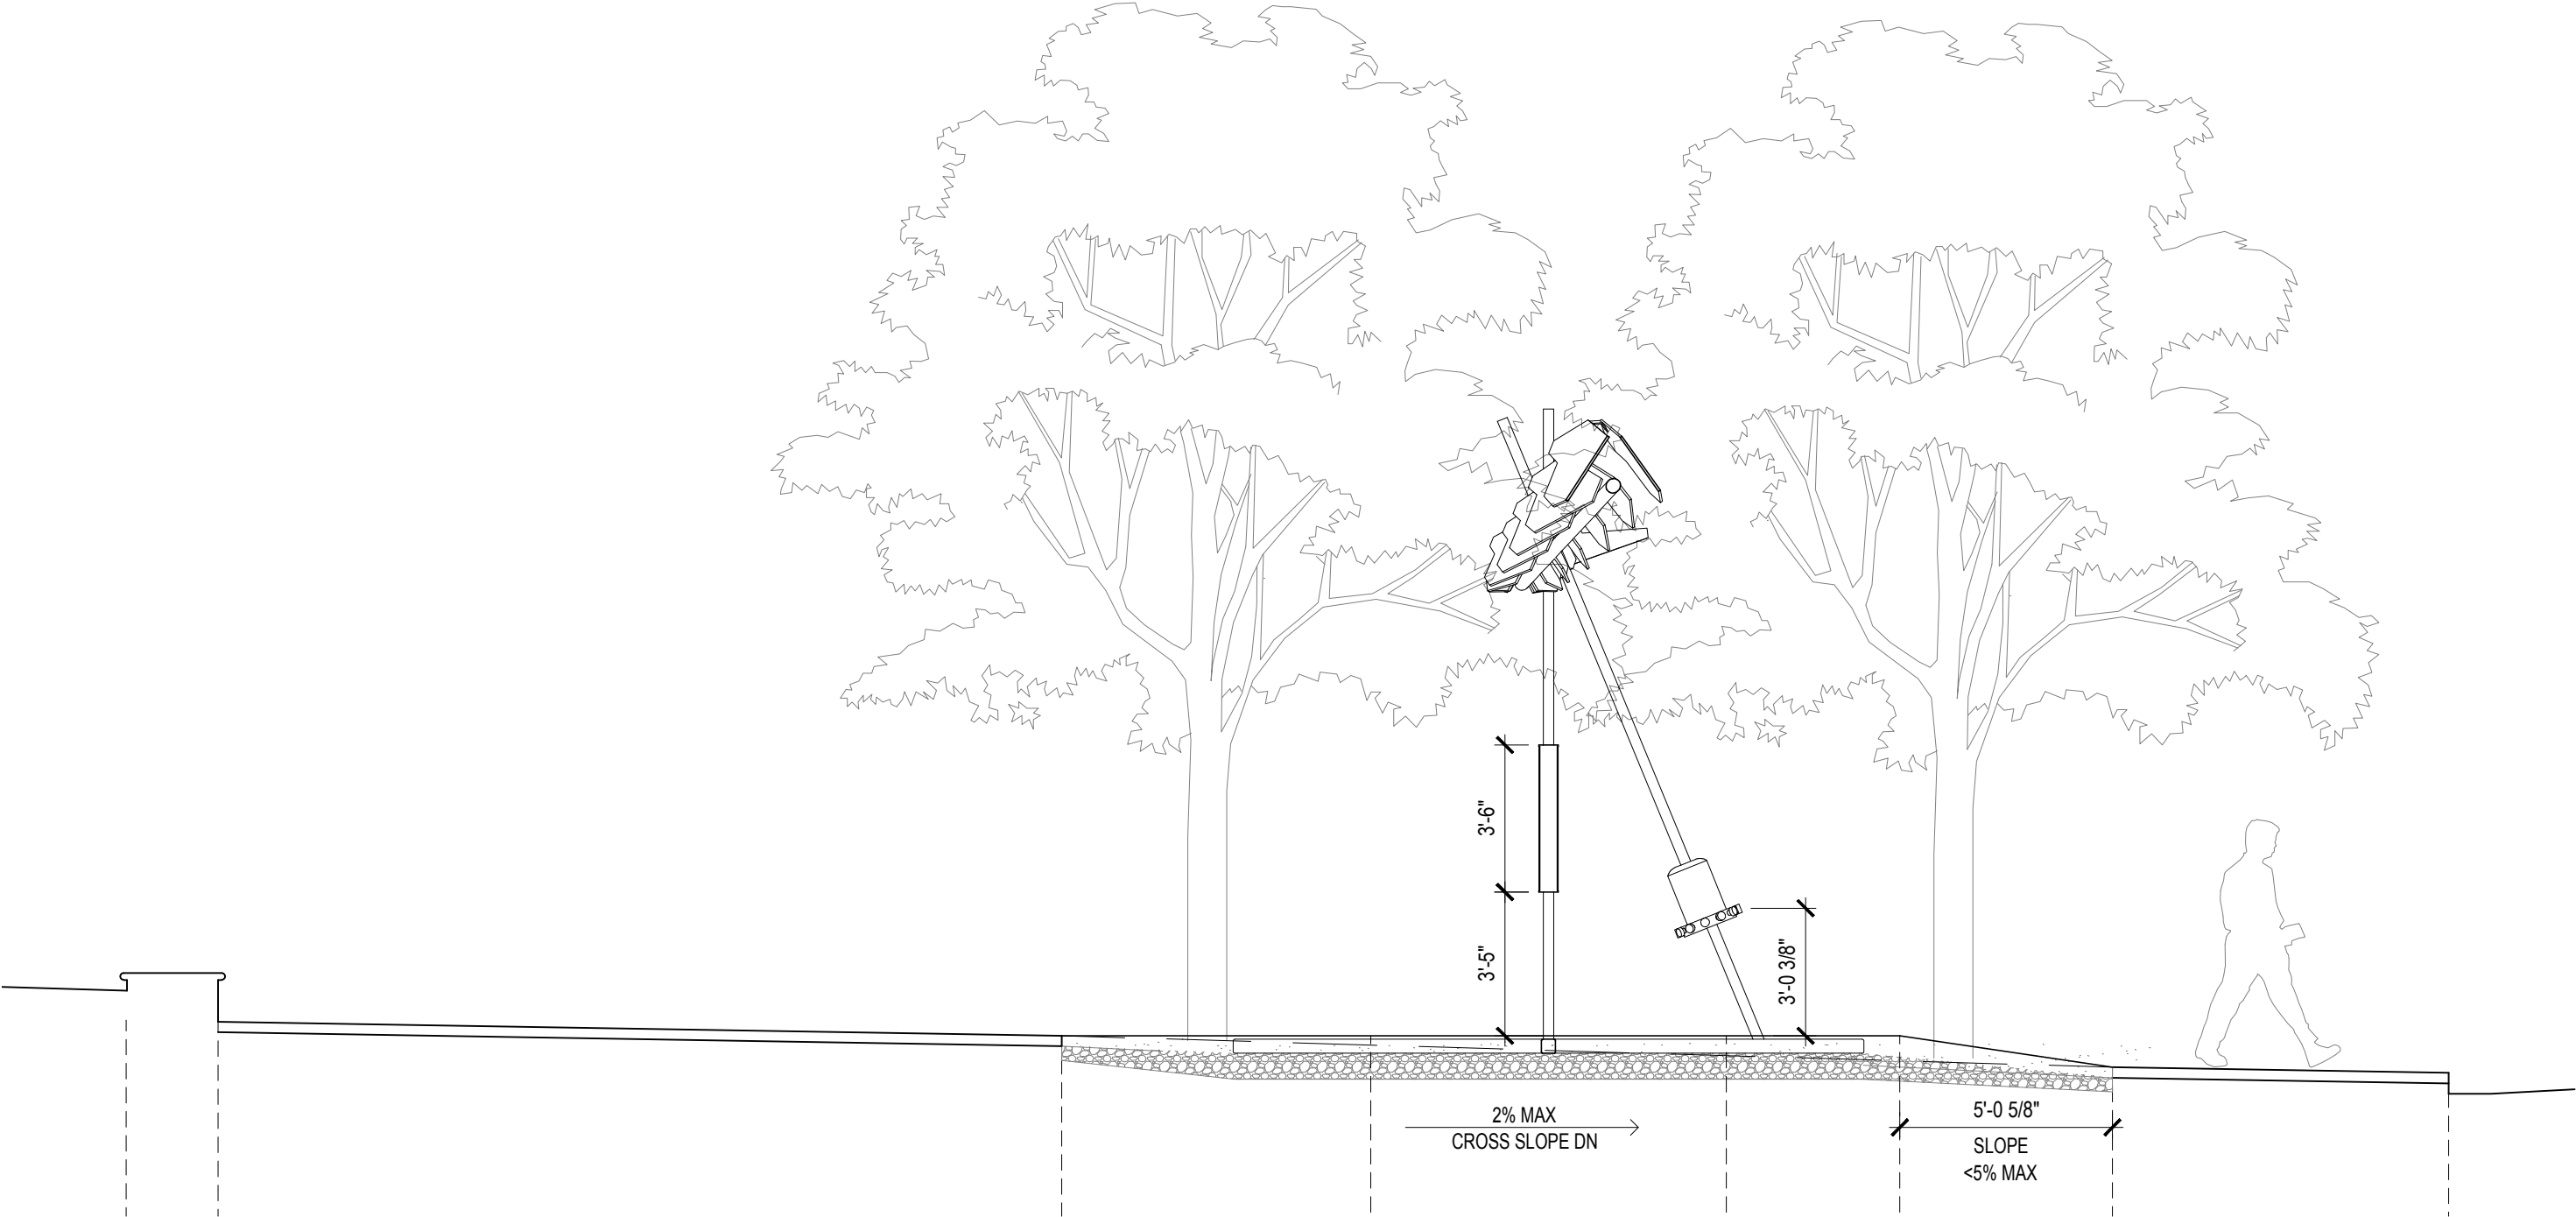 3'-6"
3'-5"
3'-0 3/8"
2% MAX
CROSS SLOPE DN
5'-0 5/8"
SLOPE
<5% MAX